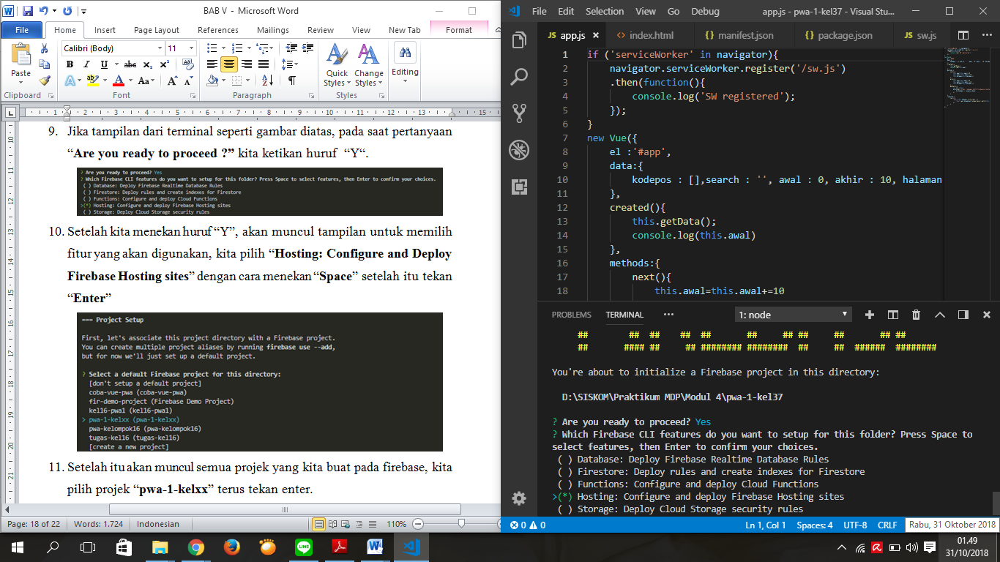 BAB V - Microsoft Word
File Home Insert Page Layout References Mailings Review View New Tab Format
Paste
Calibri (Body) 11
Quick Styles
Change Styles
Editing
Clipboard Font Paragraph Styles
9. Jika tampilan dari terminal seperti gambar diatas, pada saat pertanyaan
“Are you ready to proceed ?” kita ketikan huruf “Y“.
? Are you ready to proceed? Yes
? Which Firebase CLI features do you want to setup for this folder? Press Space to select features, then Enter to confirm your choices.
( ) Database: Deploy Firebase Realtime Database Rules
( ) Firestore: Deploy rules and create indexes for Firestore
( ) Functions: Configure and deploy Cloud Functions
>(*) Hosting: Configure and deploy Firebase Hosting sites
( ) Storage: Deploy Cloud Storage security rules
10. Setelah kita menekan huruf “Y”, akan muncul tampilan untuk memilih
fitur yang akan digunakan, kita pilih “Hosting: Configure and Deploy
Firebase Hosting sites” dengan cara menekan “Space” setelah itu tekan
“Enter”
=== Project Setup
First, let's associate this project directory with a Firebase project.
You can create multiple project aliases by running firebase use --add,
but for now we'll just set up a default project.
? Select a default Firebase project for this directory:
[don't setup a default project]
coba-vue-pwa (coba-vue-pwa)
fir-demo-project (Firebase Demo Project)
kel16-pwa1 (kel16-pwa1)
> pwa-1-kelxx (pwa-1-kelxx)
pwa-kelompok16 (pwa-kelompok16)
tugas-kel16 (tugas-kel16)
[create a new project]
11. Setelah itu akan muncul semua projek yang kita buat pada firebase, kita
pilih projek “pwa-1-kelxx” terus tekan enter.
Page: 18 of 22 Words: 1.724 Indonesian 110%
File Edit Selection View Go Debug app.js - pwa-1-kel37 - Visual Stu...
JS app.js <> index.html {} manifest.json {} package.json JS sw.js
1 if ('serviceWorker' in navigator){
2 navigator.serviceWorker.register('/sw.js')
3 .then(function(){
4 console.log('SW registered');
5 });
6 }
7 new Vue({
8 el :'#app',
9 data:{
10 kodepos : [],search : '', awal : 0, akhir : 10, halaman
11 },
12 created(){
13 this.getData();
14 console.log(this.awal)
15 },
16 methods:{
17 next(){
18 this.awal=this.awal+=10
PROBLEMS TERMINAL ··· 1: node
## ## ## ## ## ## ## ## ## ## ##
## #### ## ## ######## ######## ## ## ###### ########
You're about to initialize a Firebase project in this directory:
D:\SISKOM\Praktikum MDP\Modul 4\pwa-1-kel37
? Are you ready to proceed? Yes
? Which Firebase CLI features do you want to setup for this folder? Press Space to
select features, then Enter to confirm your choices.
( ) Database: Deploy Firebase Realtime Database Rules
( ) Firestore: Deploy rules and create indexes for Firestore
( ) Functions: Configure and deploy Cloud Functions
>(*) Hosting: Configure and deploy Firebase Hosting sites
( ) Storage: Deploy Cloud Storage security rules
0 0 Ln 1, Col 1 Spaces: 4 UTF-8 CRLF
Rabu, 31 Oktober 2018
01.49
31/10/2018